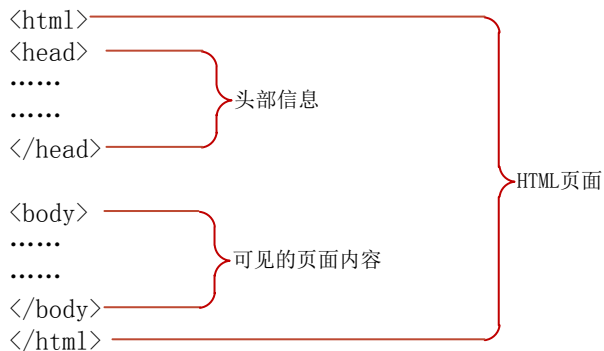 <html>
<head>
……
头部信息
……
</head>
HTML页面
<body>
……
可见的页面内容
……
</body>
</html>